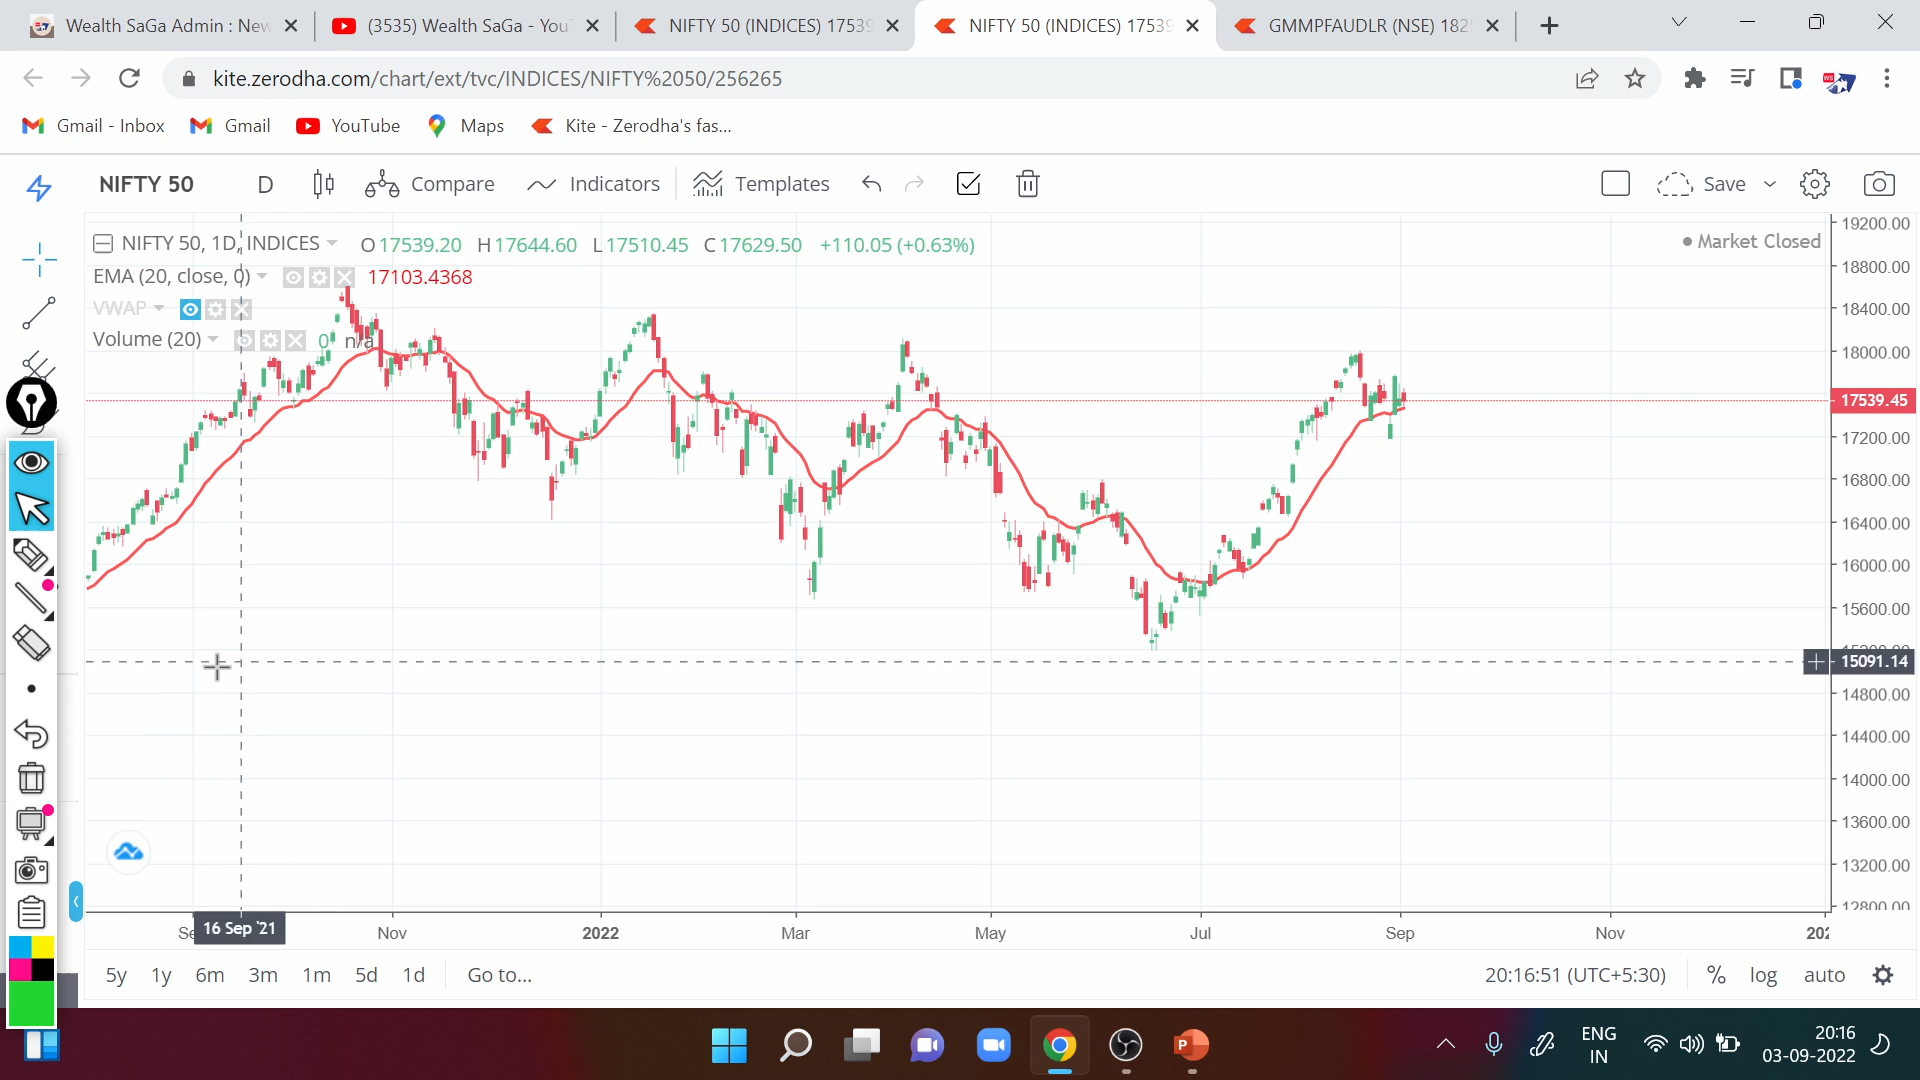 Wealth SaGa Admin : New
(3535) Wealth SaGa - You
NIFTY 50 (INDICES) 17539
NIFTY 50 (INDICES) 17539
GMMPFAUDLR (NSE) 182
kite.zerodha.com/chart/ext/tvc/INDICES/NIFTY%2050/256265
Gmail - Inbox
Gmail
YouTube
Maps
Kite - Zerodha's fas...
NIFTY 50
D
Compare
Indicators
Templates
Save
NIFTY 50, 1D, INDICES
O 17539.20 H 17644.60 L 17510.45 C 17629.50 +110.05 (+0.63%)
Market Closed
EMA (20, close, 0)
17103.4368
VWAP
Volume (20)
0 n/a
19200.00
18800.00
18400.00
18000.00
17539.45
17200.00
16800.00
16400.00
16000.00
15600.00
15091.14
14800.00
14400.00
14000.00
13600.00
13200.00
12800.00
16 Sep '21
Nov
2022
Mar
May
Jul
Sep
Nov
5y 1y 6m 3m 1m 5d 1d
Go to...
20:16:51 (UTC+5:30)
% log auto
ENG
IN
20:16
03-09-2022